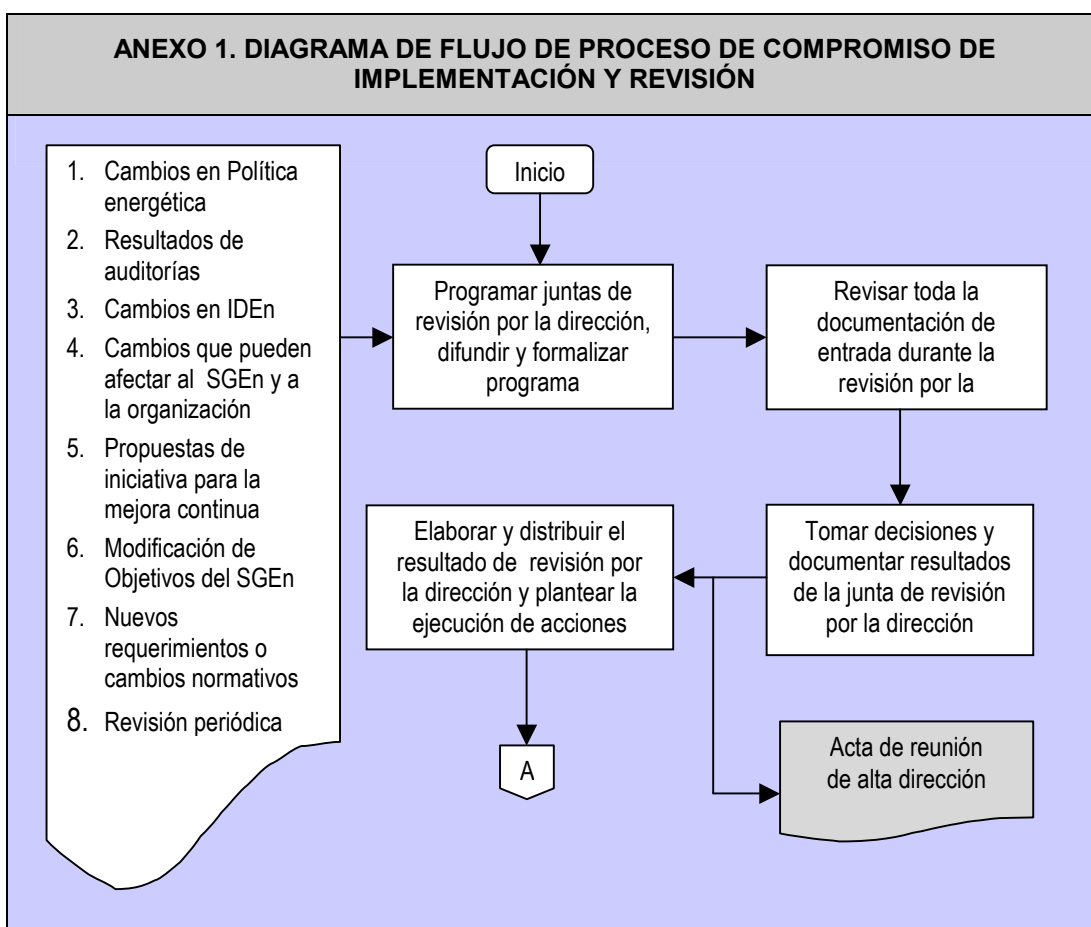 ANEXO 1. DIAGRAMA DE FLUJO DE PROCESO DE COMPROMISO DE
IMPLEMENTACIÓN Y REVISIÓN
1. Cambios en Política
energética
2. Resultados de
auditorías
3. Cambios en IDEn
4. Cambios que pueden
afectar al SGEn y a
la organización
5. Propuestas de
iniciativa para la
mejora continua
6. Modificación de
Objetivos del SGEn
7. Nuevos
requerimientos o
cambios normativos
8. Revisión periódica
Inicio
Programar juntas de
revisión por la dirección,
difundir y formalizar
programa
Revisar toda la
documentación de
entrada durante la
revisión por la
Tomar decisiones y
documentar resultados
de la junta de revisión
por la dirección
Elaborar y distribuir el
resultado de revisión por
la dirección y plantear la
ejecución de acciones
Acta de reunión
de alta dirección
A